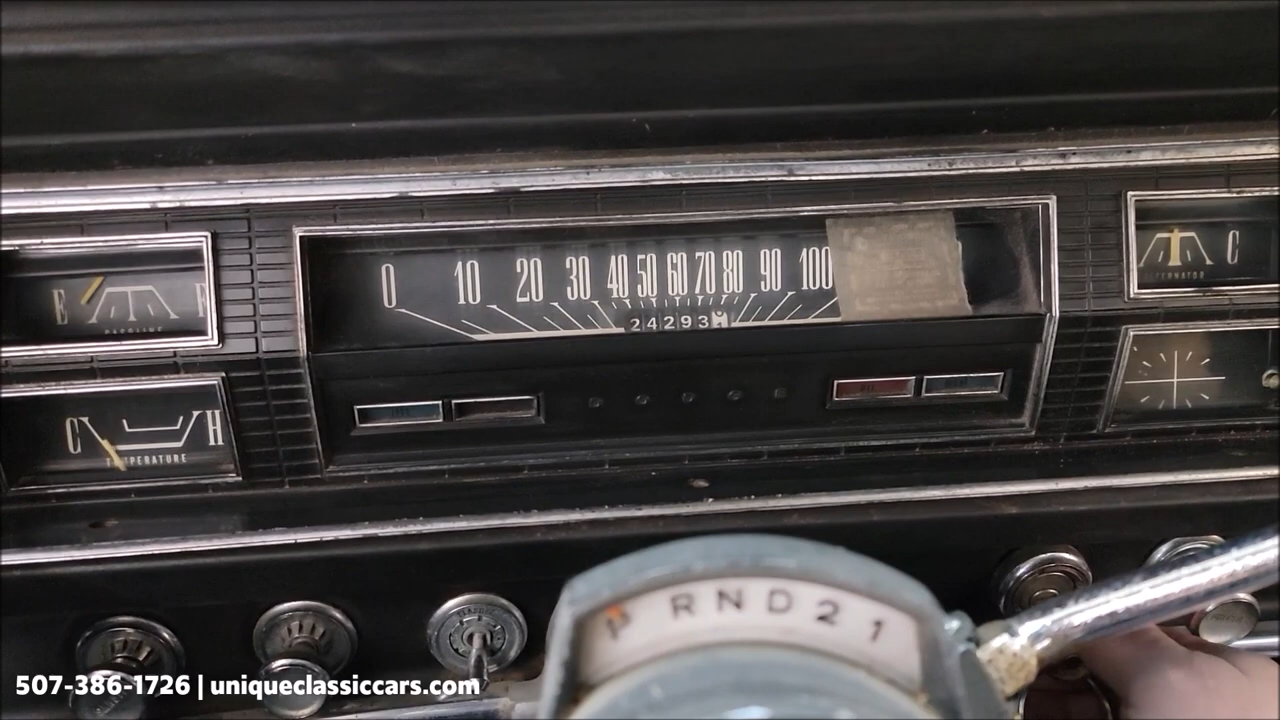 0 10 20 30 40 50 60 70 80 90 100
24293
E F
GASOLINE
C
C H
TEMPERATURE
P R N D 2 1
507-386-1726 | uniqueclassiccars.com